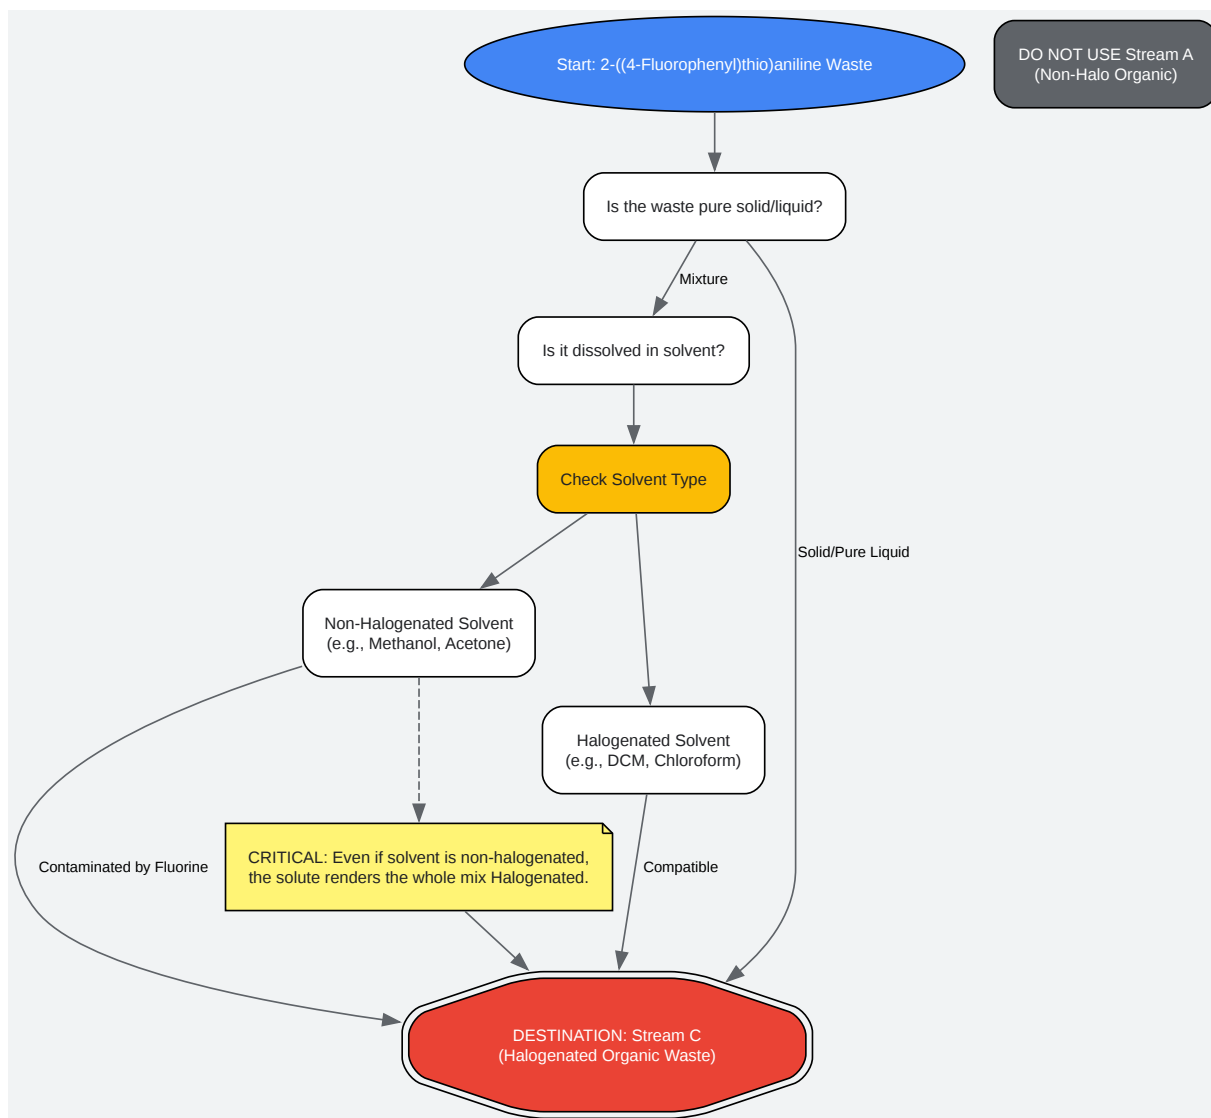 Start: 2-((4-Fluorophenyl)thio)aniline Waste
DO NOT USE Stream A
(Non-Halo Organic)
Is the waste pure solid/liquid?
Mixture
Is it dissolved in solvent?
Check Solvent Type
Solid/Pure Liquid
Non-Halogenated Solvent
(e.g., Methanol, Acetone)
Halogenated Solvent
(e.g., DCM, Chloroform)
Contaminated by Fluorine
CRITICAL: Even if solvent is non-halogenated,
the solute renders the whole mix Halogenated.
Compatible
DESTINATION: Stream C
(Halogenated Organic Waste)